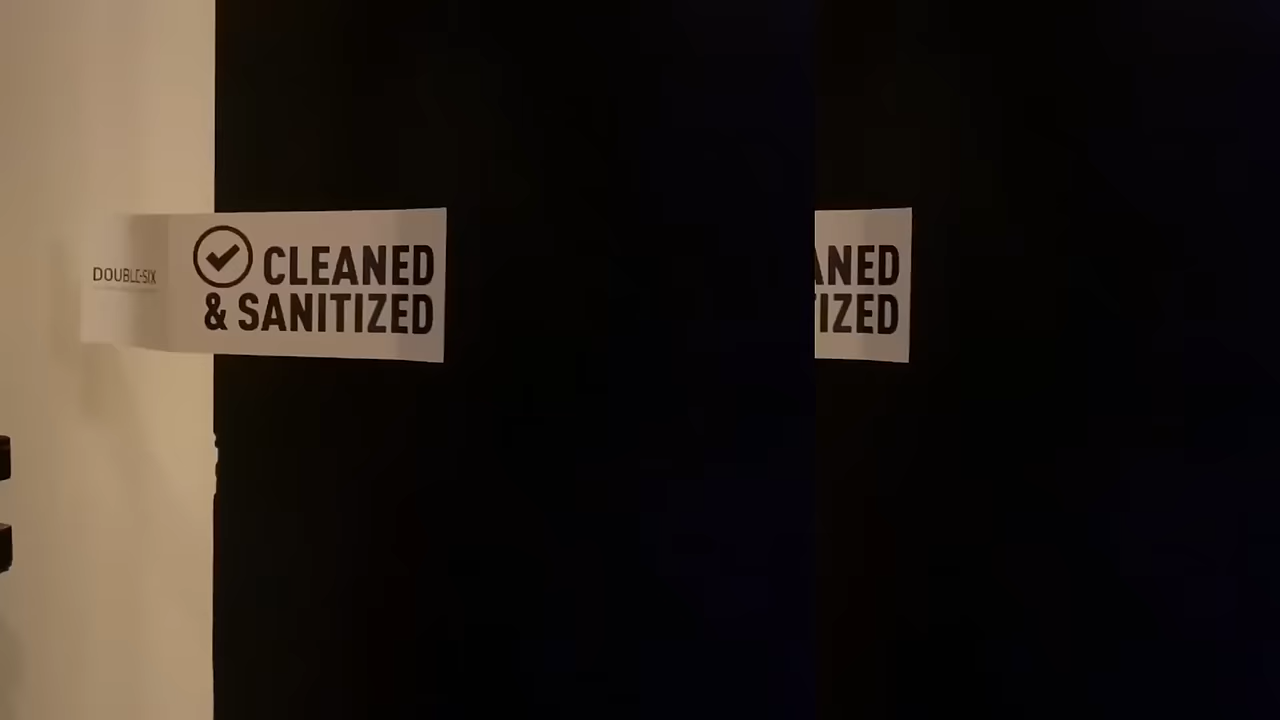 DOUBLE-SIX
CLEANED
& SANITIZED
ANED
IZED